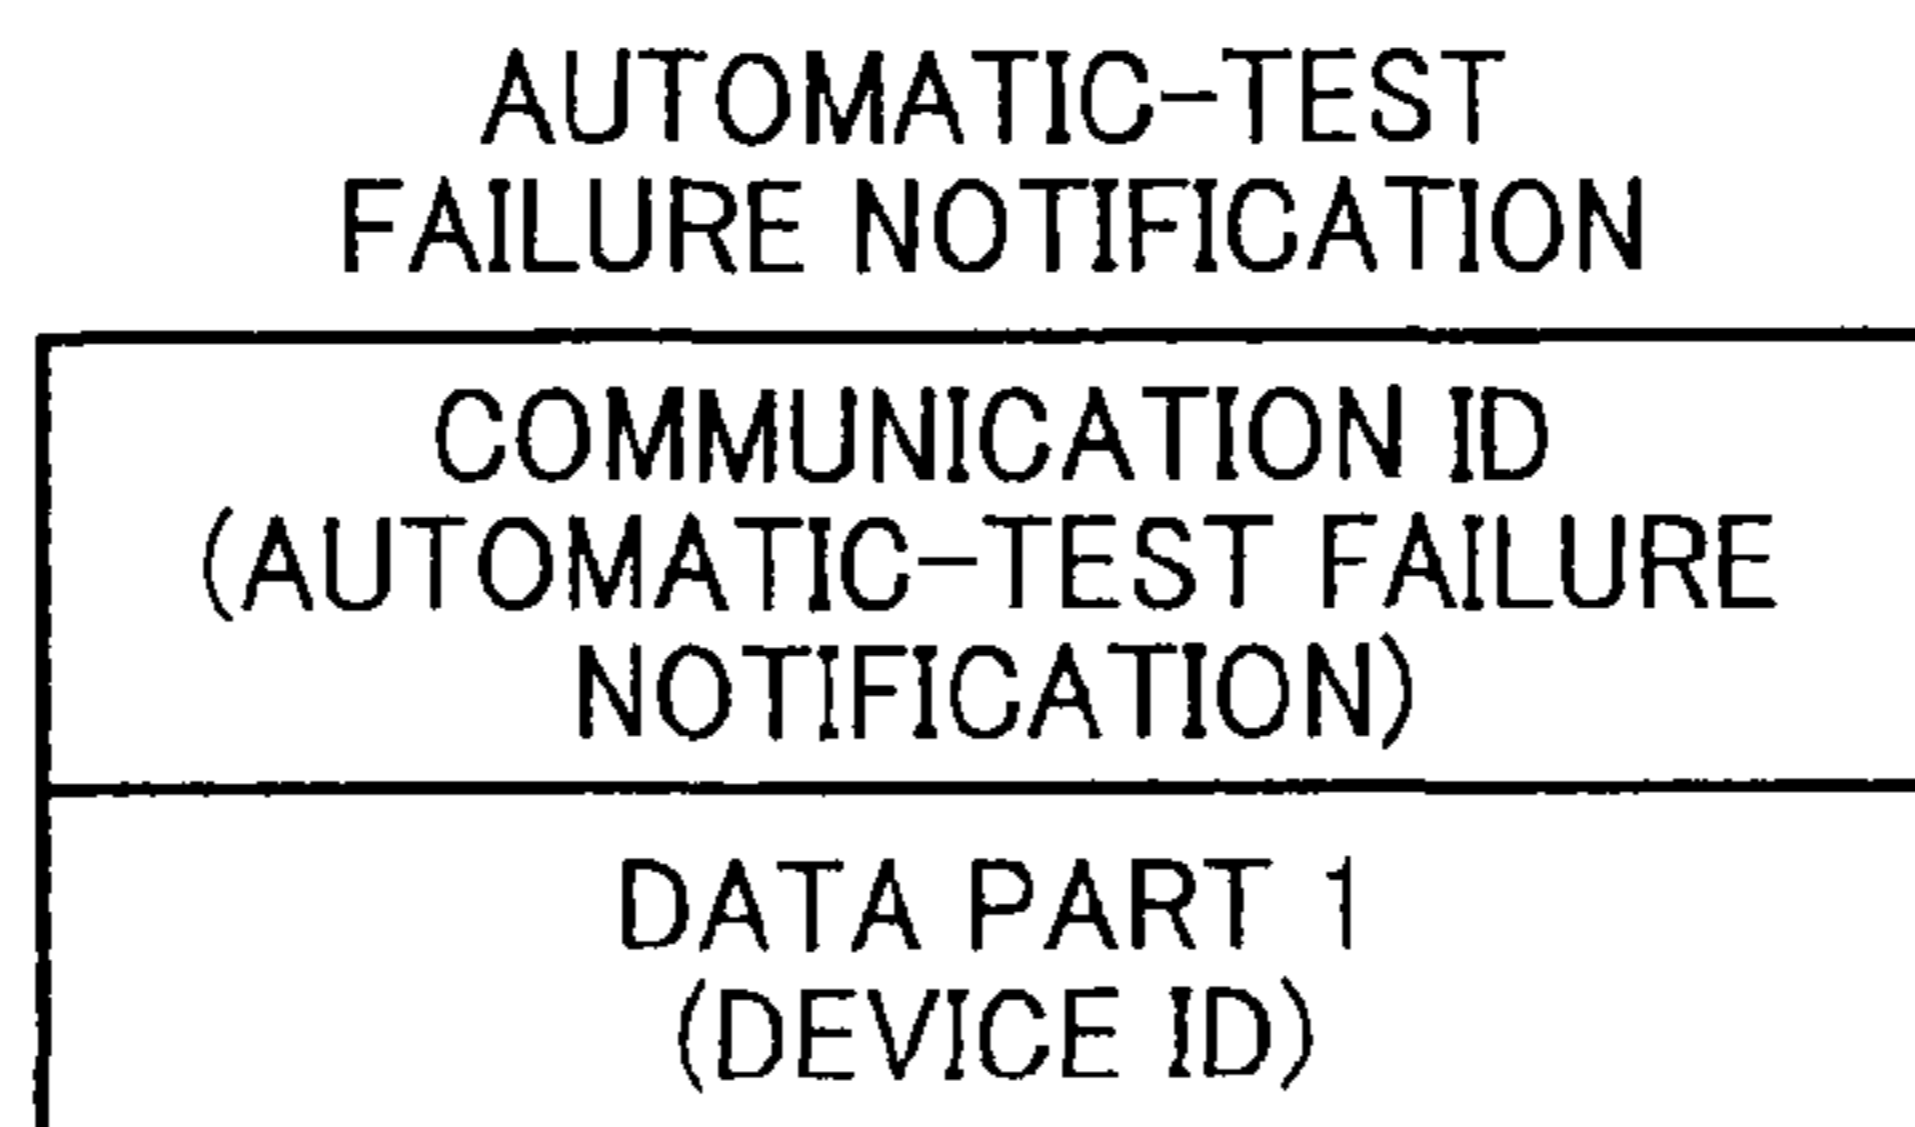 AUTOMATIC-TEST
FAILURE NOTIFICATION
COMMUNICATION ID
(AUTOMATIC-TEST FAILURE
NOTIFICATION)
DATA PART 1
(DEVICE ID)